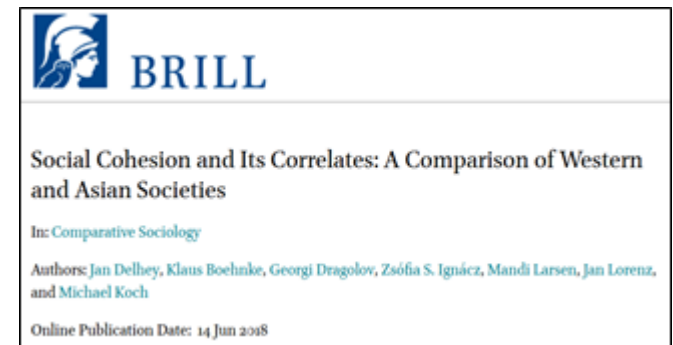 BRILL
Social Cohesion and Its Correlates: A Comparison of Western
and Asian Societies
In: Comparative Sociology
Authors: Jan Delhey, Klaus Boehnke, Georgi Dragolov, Zsófia S. Ignácz, Mandi Larsen, Jan Lorenz,
and Michael Koch
Online Publication Date: 14 Jun 2018